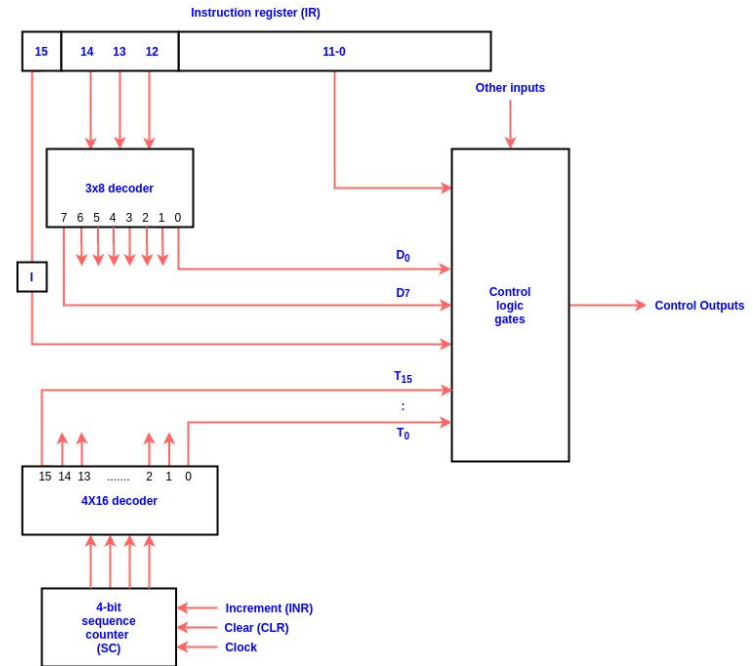 Instruction register (IR)
15 14 13 12 11-0
Other inputs
3x8 decoder
7 6 5 4 3 2 1 0
D0
I
D7
Control
logic
gates
Control Outputs
T15
:
T0
15 14 13 ....... 2 1 0
4X16 decoder
4-bit
sequence
counter
(SC)
Increment (INR)
Clear (CLR)
Clock